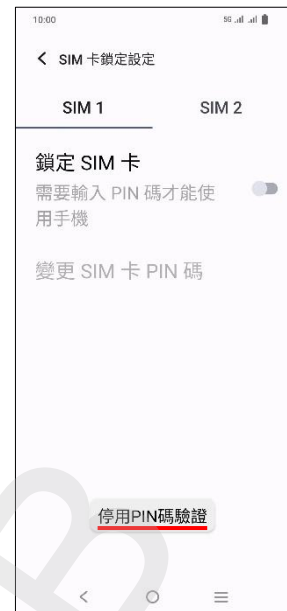 10:00
5G
SIM 卡鎖定設定
SIM 1
SIM 2
鎖定 SIM 卡
需要輸入 PIN 碼才能使
用手機
變更 SIM 卡 PIN 碼
停用PIN碼驗證